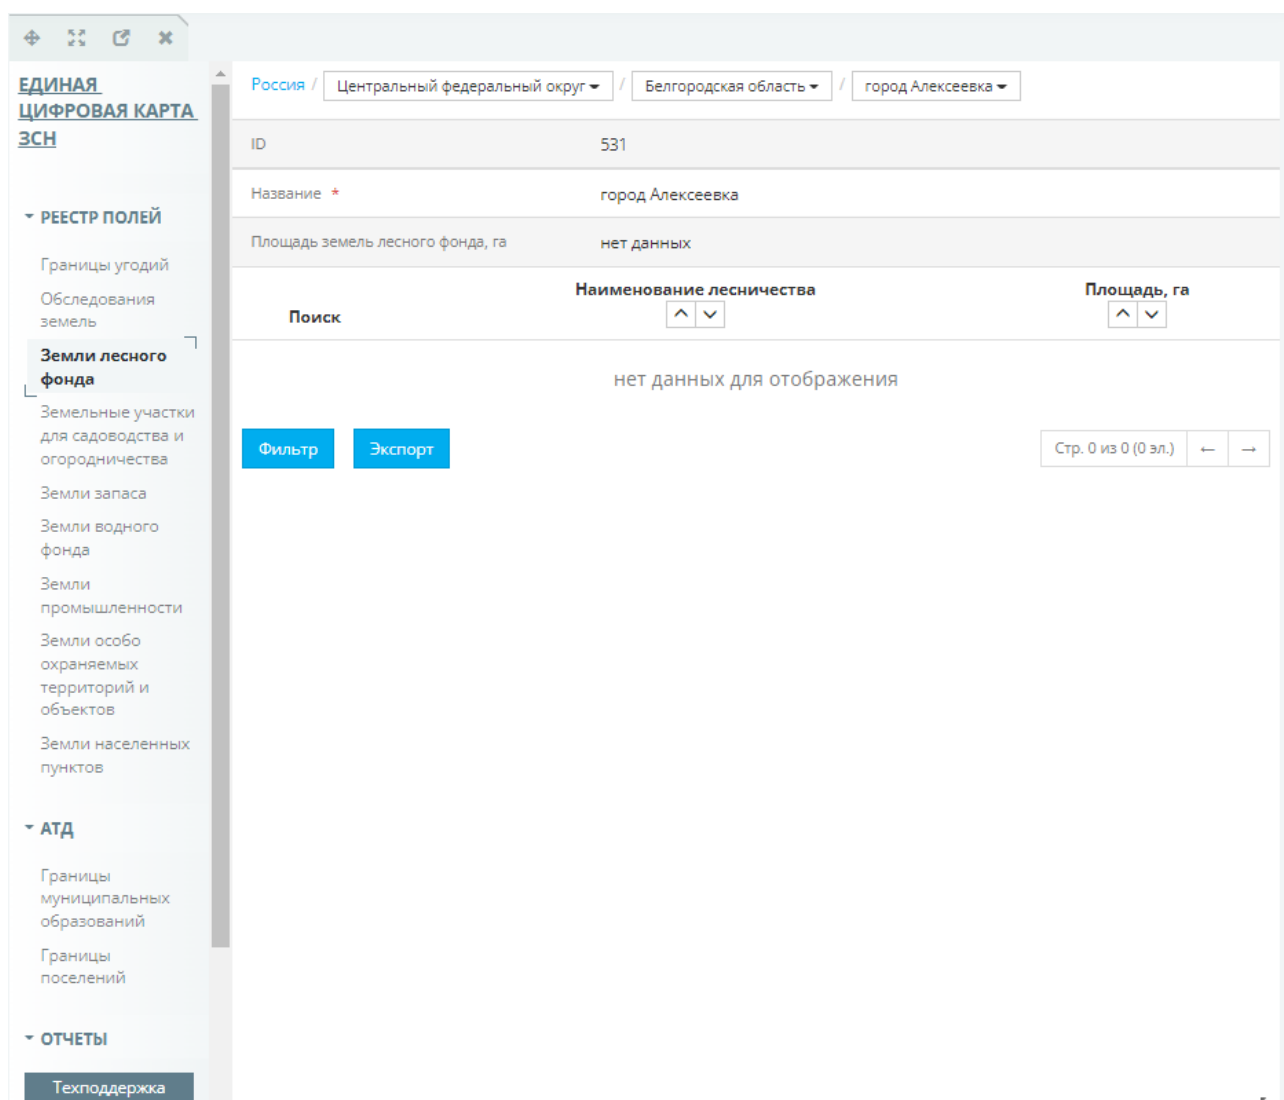 ЕДИНАЯ
ЦИФРОВАЯ КАРТА
ЗСН
РЕЕСТР ПОЛЕЙ
Границы угодий
Обследования
земель
Земли лесного
фонда
Земельные участки
для садоводства и
огородничества
Земли запаса
Земли водного
фонда
Земли
промышленности
Земли особо
охраняемых
территорий и
объектов
Земли населенных
пунктов
АТД
Границы
муниципальных
образований
Границы
поселений
ОТЧЕТЫ
Техподдержка
Россия / Центральный федеральный округ / Белгородская область / город Алексеевка
ID 531
Название * город Алексеевка
Площадь земель лесного фонда, га нет данных
Поиск Наименование лесничества Площадь, га
нет данных для отображения
Фильтр Экспорт Стр. 0 из 0 (0 эл.) ← →